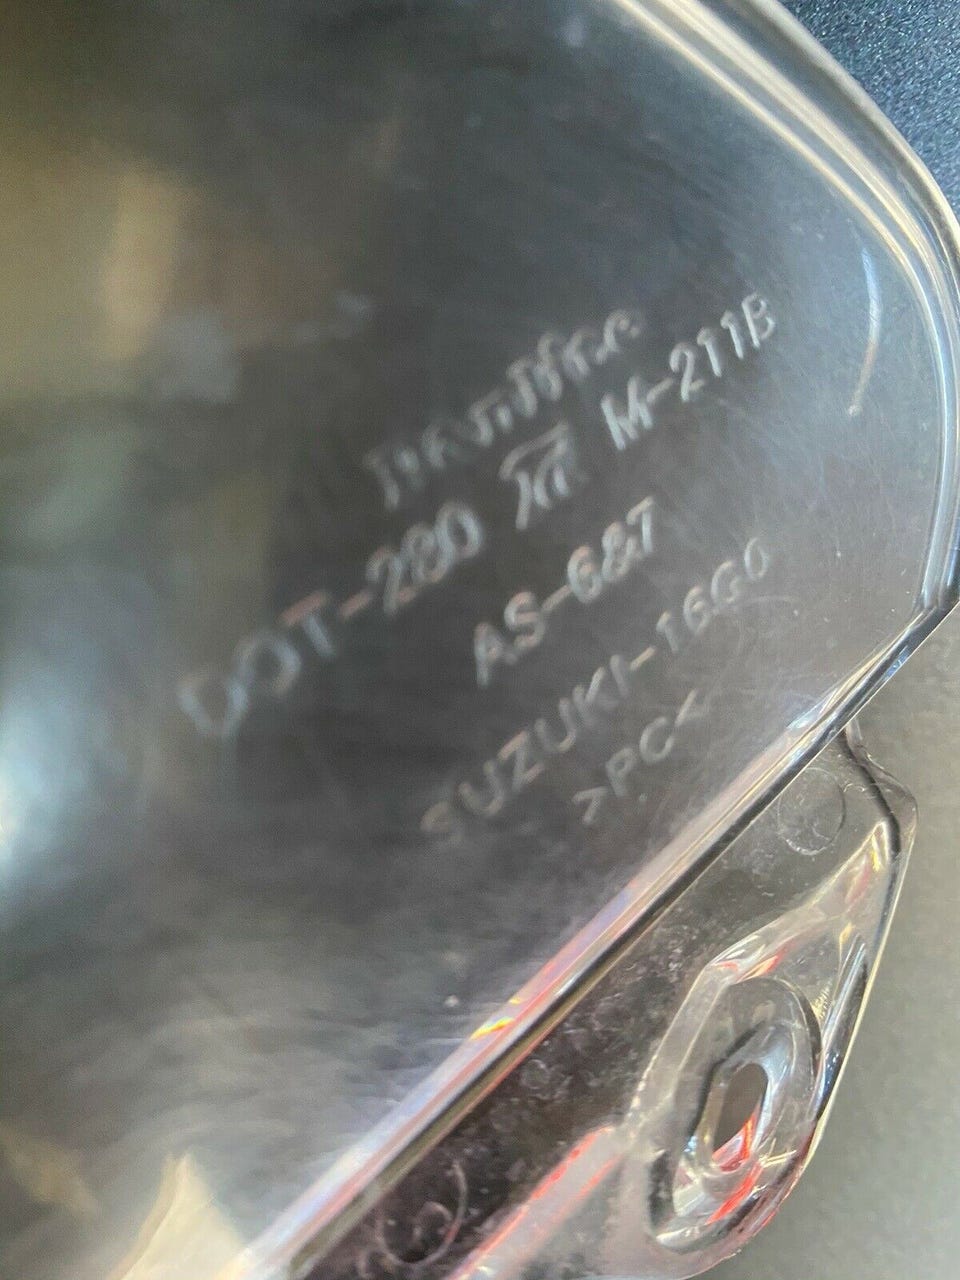 DOT-280 M-211B
AS-6&7
SUZUKI-16G0
>PC<